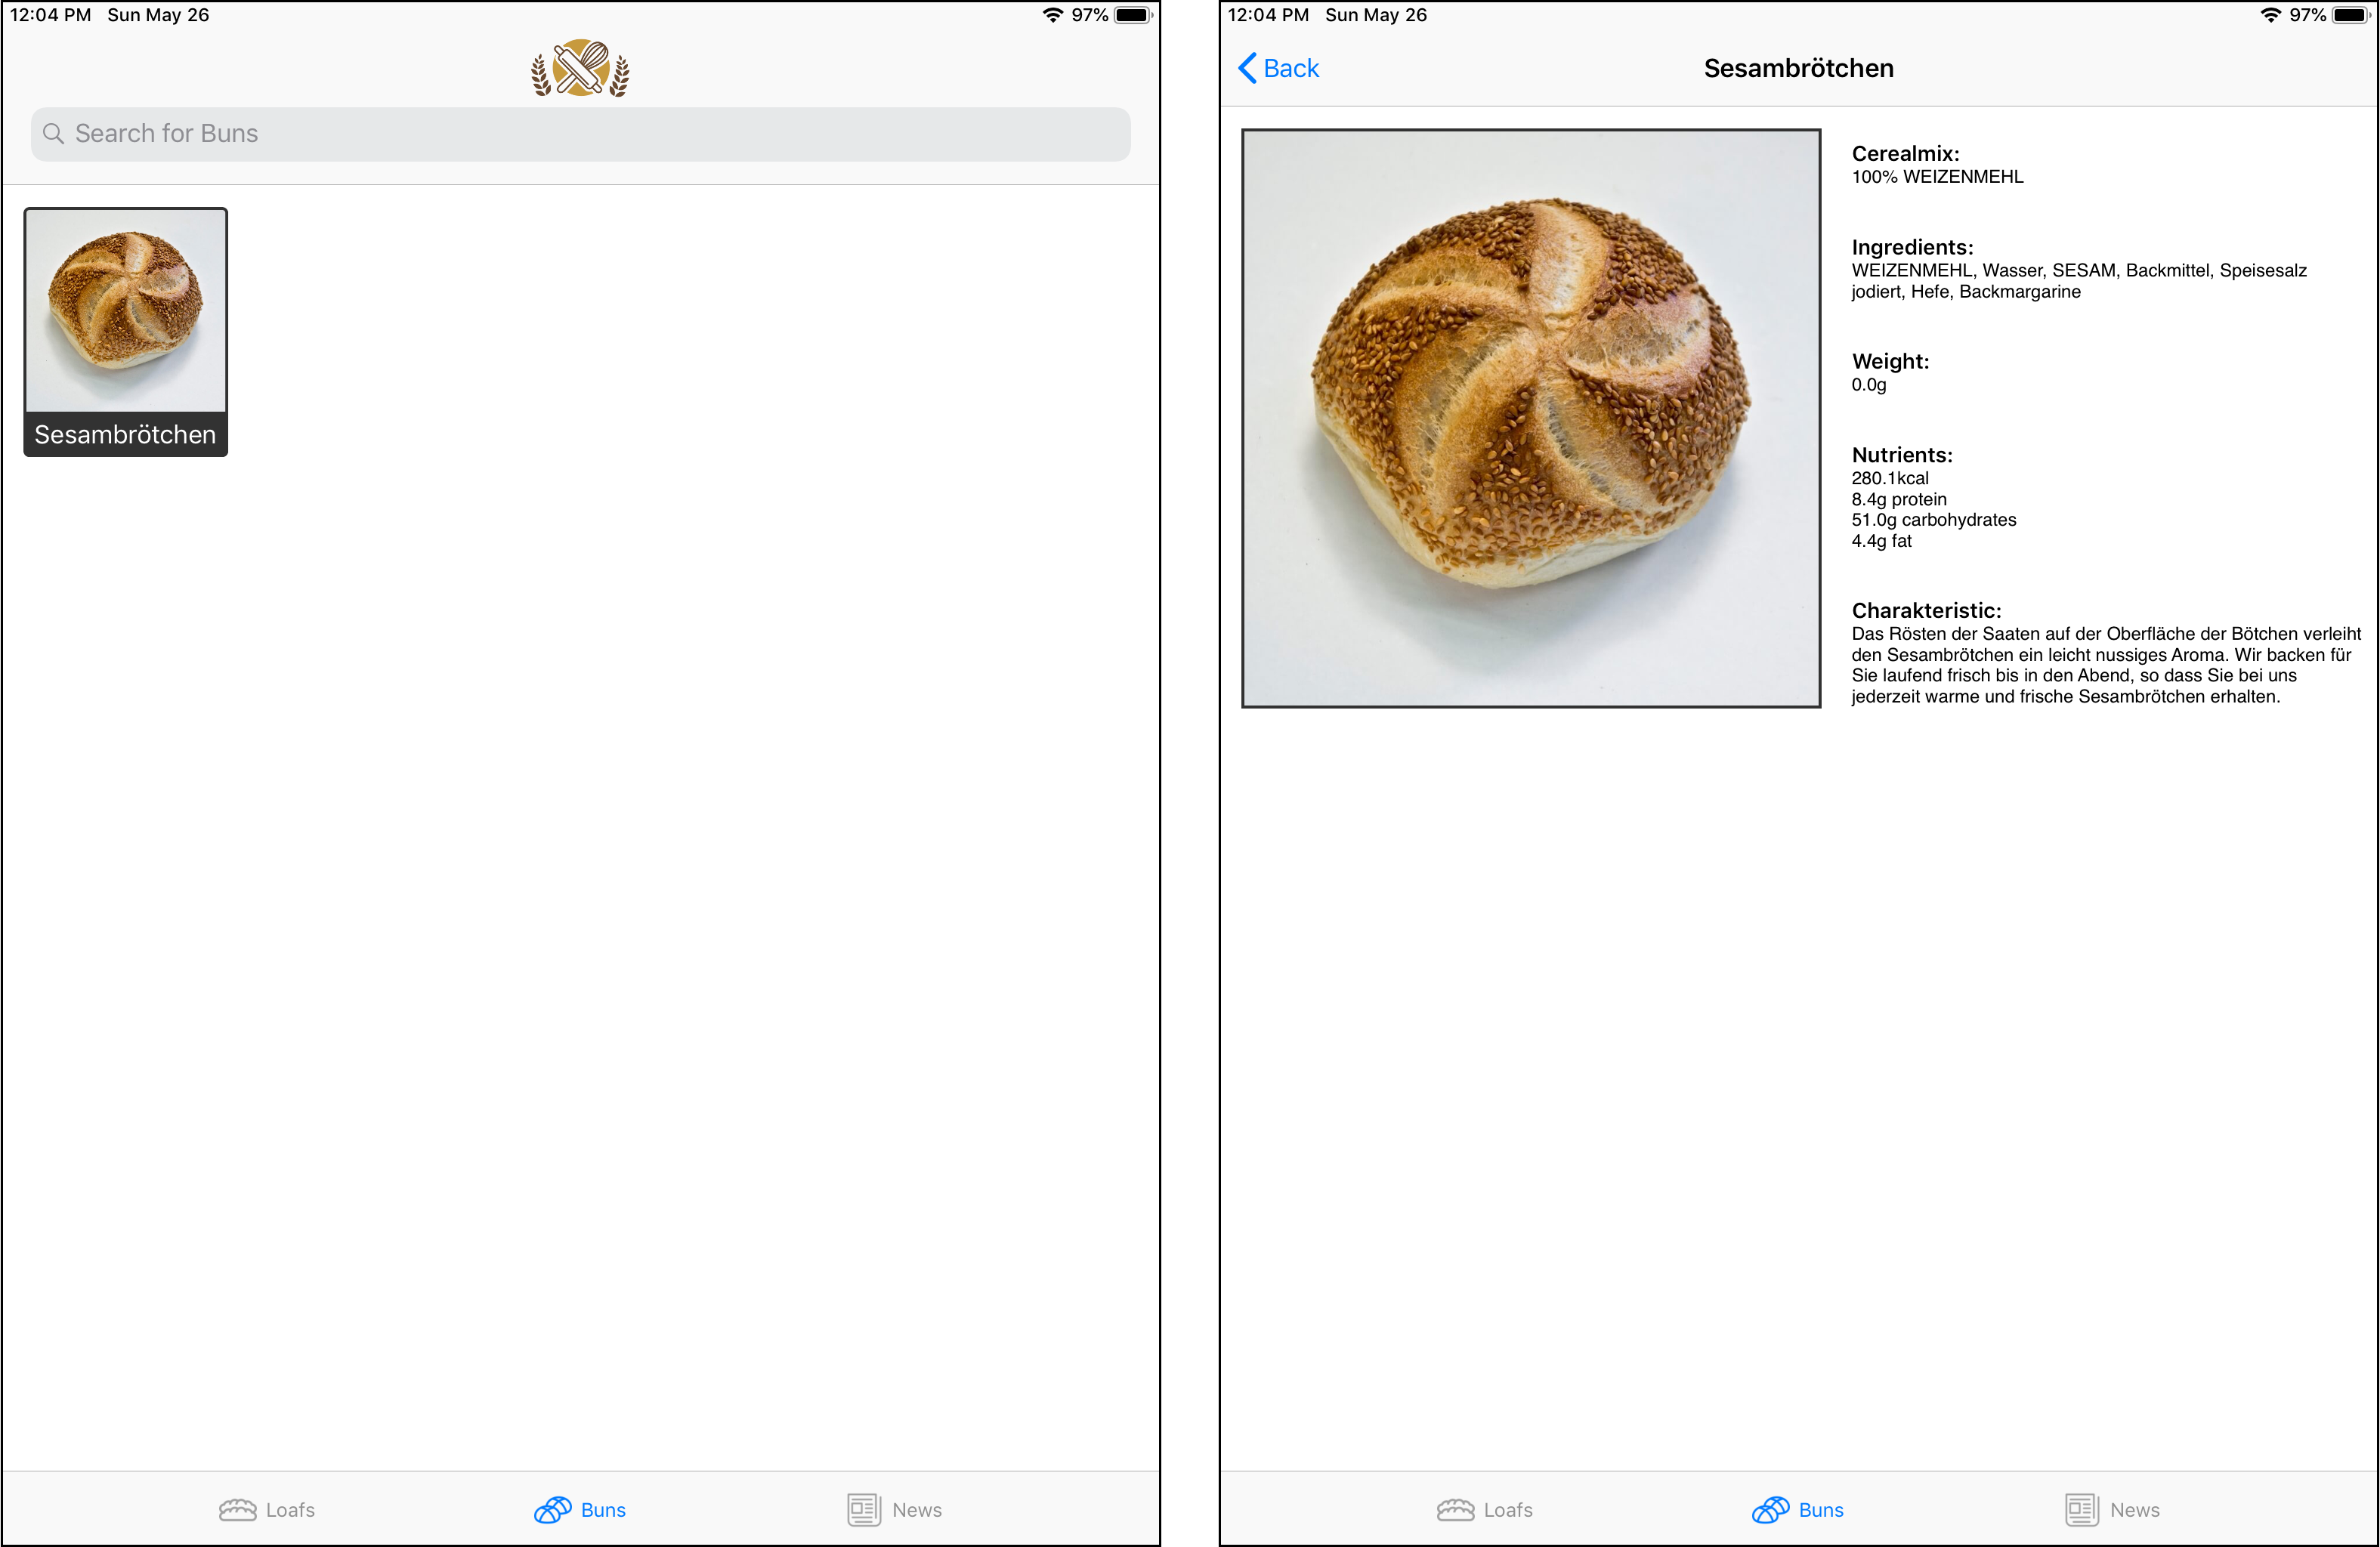 12:04 PM Sun May 26
97%
Search for Buns
Sesambrötchen
Loafs
Buns
News
12:04 PM Sun May 26
97%
Back
Sesambrötchen
Cerealmix:
100% WEIZENMEHL
Ingredients:
WEIZENMEHL, Wasser, SESAM, Backmittel, Speisesalz
jodiert, Hefe, Backmargarine
Weight:
0.0g
Nutrients:
280.1kcal
8.4g protein
51.0g carbohydrates
4.4g fat
Charakteristic:
Das Rösten der Saaten auf der Oberfläche der Bötchen verleiht
den Sesambrötchen ein leicht nussiges Aroma. Wir backen für
Sie laufend frisch bis in den Abend, so dass Sie bei uns
jederzeit warme und frische Sesambrötchen erhalten.
Loafs
Buns
News